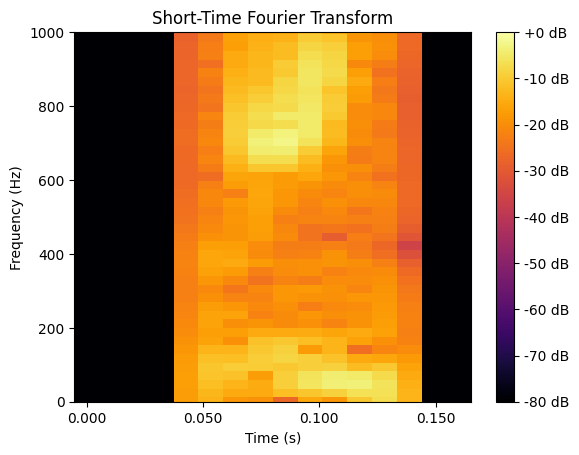 Short-Time Fourier Transform
1000
800
600
400
200
0
Frequency (Hz)
0.000
0.050
0.100
0.150
Time (s)
+0 dB
-10 dB
-20 dB
-30 dB
-40 dB
-50 dB
-60 dB
-70 dB
-80 dB